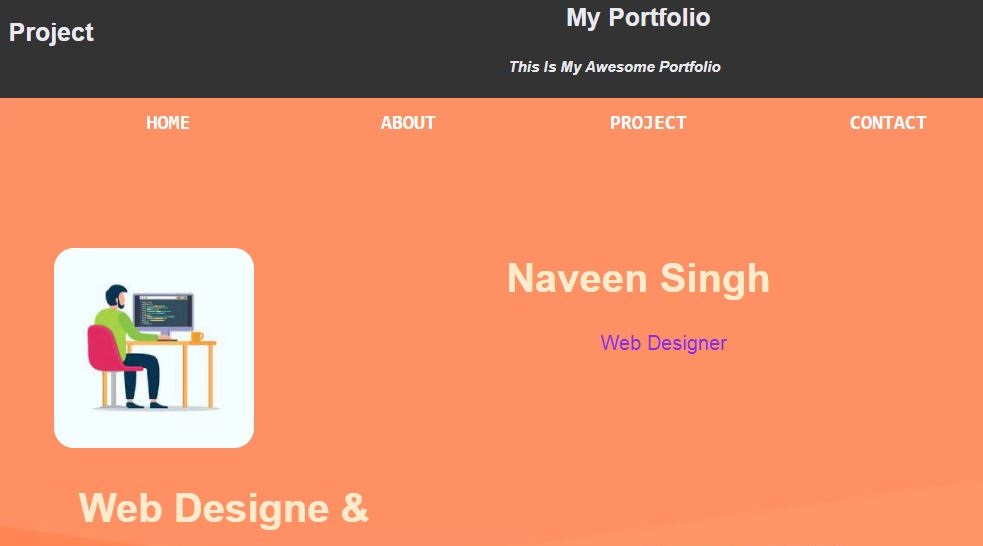 Project
My Portfolio
This Is My Awesome Portfolio
HOME ABOUT PROJECT CONTACT
Naveen Singh
Web Designer
Web Designe &